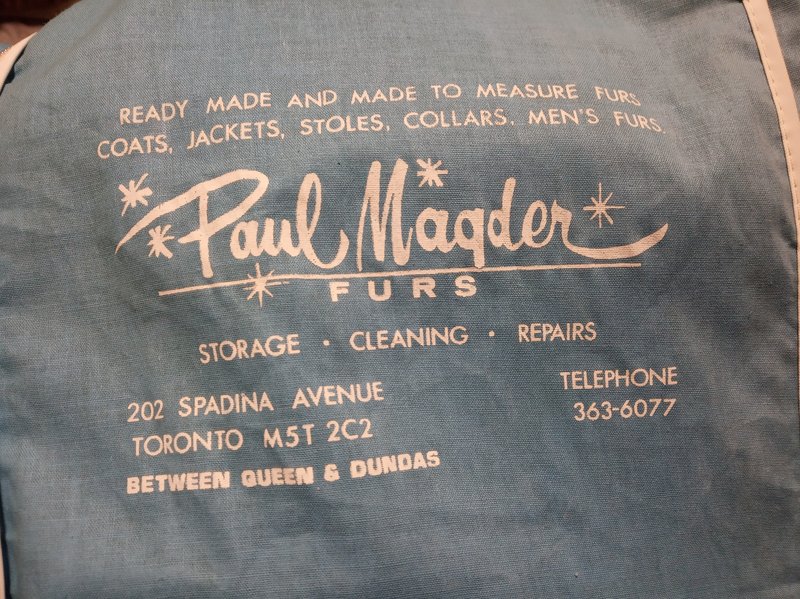 READY MADE AND MADE TO MEASURE FURS
COATS, JACKETS, STOLES, COLLARS, MEN'S FURS.
Paul Magder
FURS
STORAGE · CLEANING · REPAIRS
202 SPADINA AVENUE
TORONTO M5T 2C2
BETWEEN QUEEN & DUNDAS
TELEPHONE
363-6077